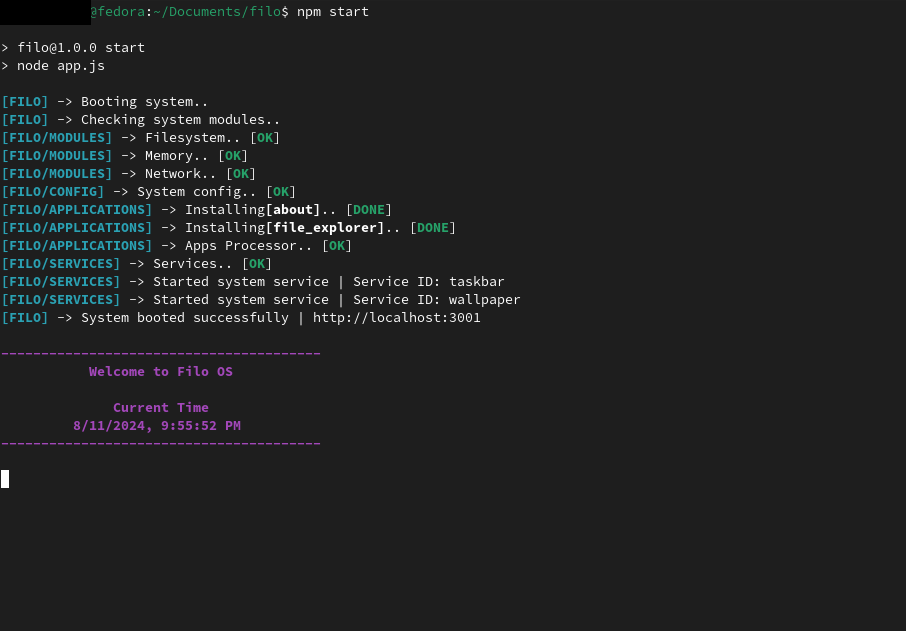 @fedora:~/Documents/filo$ npm start
> filo@1.0.0 start
> node app.js
[FILO] -> Booting system..
[FILO] -> Checking system modules..
[FILO/MODULES] -> Filesystem.. [OK]
[FILO/MODULES] -> Memory.. [OK]
[FILO/MODULES] -> Network.. [OK]
[FILO/CONFIG] -> System config.. [OK]
[FILO/APPLICATIONS] -> Installing[about].. [DONE]
[FILO/APPLICATIONS] -> Installing[file_explorer].. [DONE]
[FILO/APPLICATIONS] -> Apps Processor.. [OK]
[FILO/SERVICES] -> Services.. [OK]
[FILO/SERVICES] -> Started system service | Service ID: taskbar
[FILO/SERVICES] -> Started system service | Service ID: wallpaper
[FILO] -> System booted successfully | http://localhost:3001
----------------------------------------
Welcome to Filo OS
Current Time
8/11/2024, 9:55:52 PM
----------------------------------------